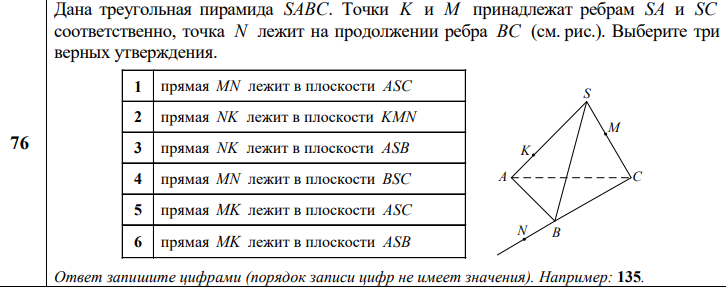 Дана треугольная пирамида SABC. Точки K и M принадлежат ребрам SA и SC
соответственно, точка N лежит на продолжении ребра BC (см. рис.). Выберите три
верных утверждения.
76
1 прямая MN лежит в плоскости ASC
2 прямая NK лежит в плоскости KMN
3 прямая NK лежит в плоскости ASB
4 прямая MN лежит в плоскости BSC
5 прямая MK лежит в плоскости ASC
6 прямая MK лежит в плоскости ASB
S
M
K
A
C
N
B
Ответ запишите цифрами (порядок записи цифр не имеет значения). Например: 135.